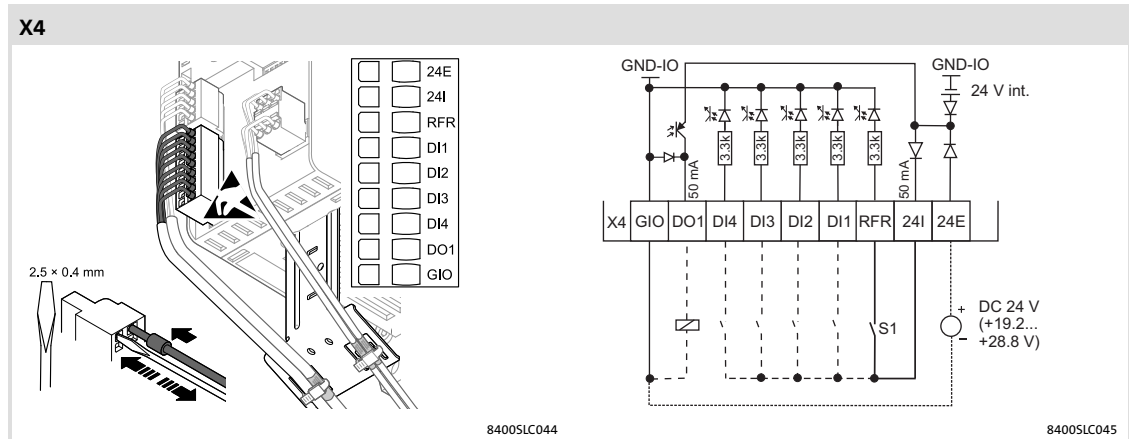 X4
24E
24I
RFR
DI1
DI2
DI3
DI4
DO1
GIO
2.5 × 0.4 mm
8400SLC044
GND-IO
GND-IO
24 V int.
3.3k
3.3k
3.3k
3.3k
3.3k
50 mA
50 mA
X4 GIO DO1 DI4 DI3 DI2 DI1 RFR 24I 24E
S1
+
DC 24 V
(+19.2...
+28.8 V)
–
8400SLC045